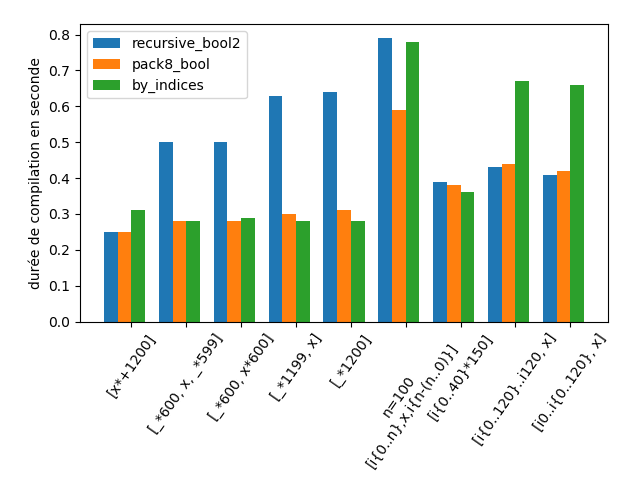 durée de compilation en seconde
0.8
0.7
0.6
0.5
0.4
0.3
0.2
0.1
0.0
recursive_bool2
pack8_bool
by_indices
[x*+1200]
[_*600, x, _*599]
[_*600, x*600]
[_*1199, x]
[_*1200]
n=100
[i{0..n},x,i{n-(n..0)}]
[i{0..40}*150]
[i{0..120}..i120, x]
[i0..i{0..120}, x]